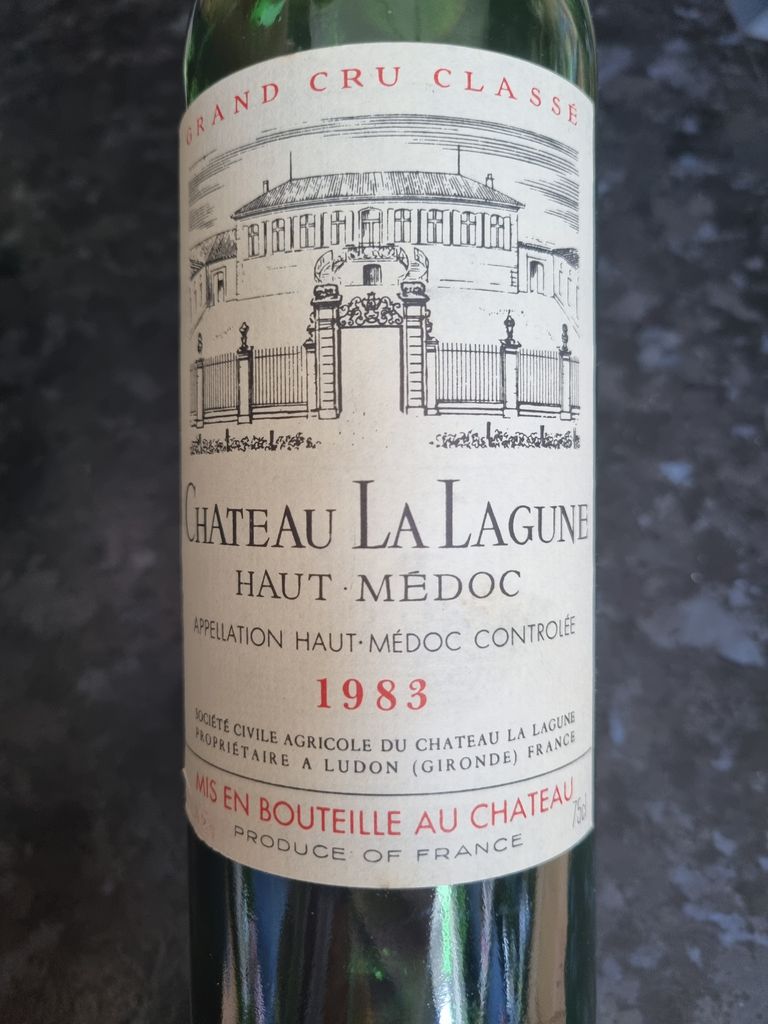 GRAND CRU CLASSÉ
CHATEAU LA LAGUNE
HAUT·MÉDOC
APPELLATION HAUT·MÉDOC CONTROLÉE
1983
SOCIÉTÉ CIVILE AGRICOLE DU CHATEAU LA LAGUNE
PROPRIÉTAIRE A LUDON (GIRONDE) FRANCE
MIS EN BOUTEILLE AU CHATEAU
75cl
PRODUCE OF FRANCE